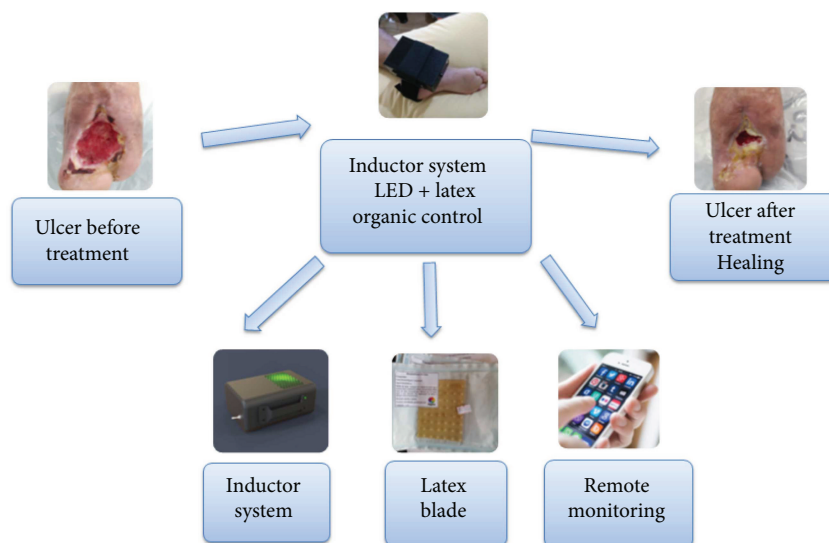 Ulcer before
treatment
Inductor system
LED + latex
organic control
Ulcer after
treatment
Healing
Inductor
system
Latex
blade
Remote
monitoring